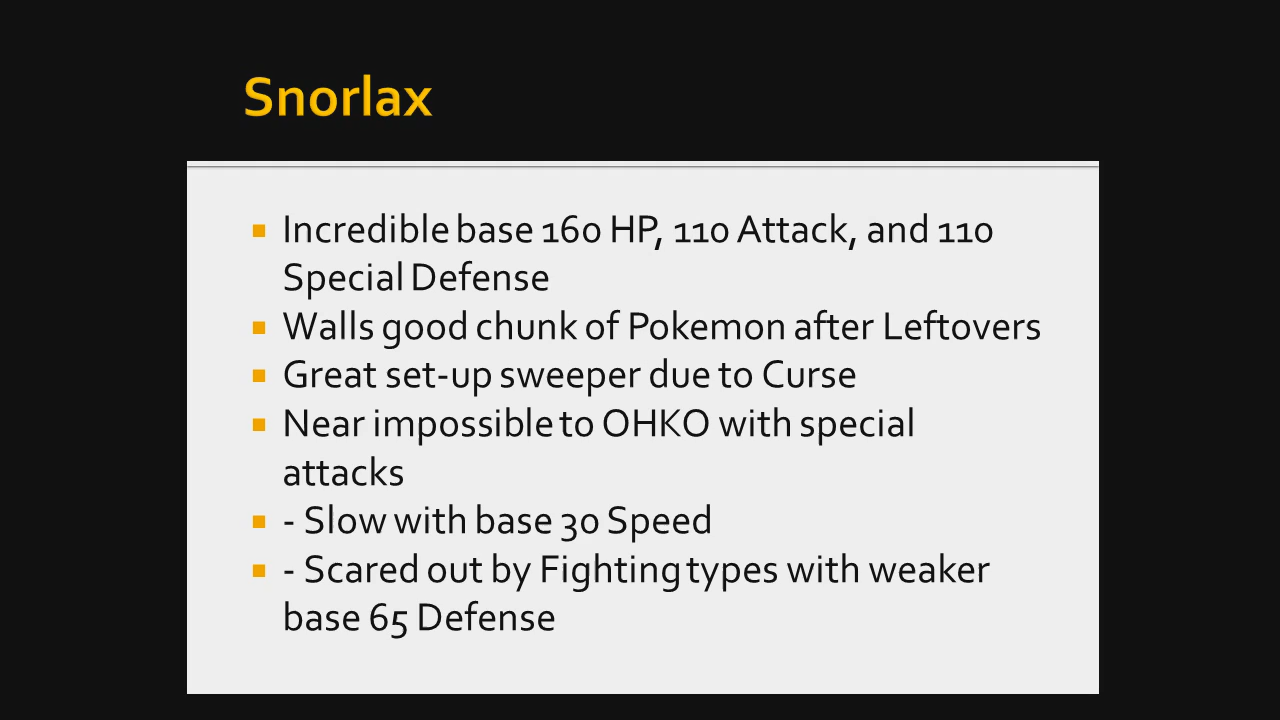 Snorlax
Incredible base 160 HP, 110 Attack, and 110
Special Defense
Walls good chunk of Pokemon after Leftovers
Great set-up sweeper due to Curse
Near impossible to OHKO with special
attacks
- Slow with base 30 Speed
- Scared out by Fighting types with weaker
base 65 Defense